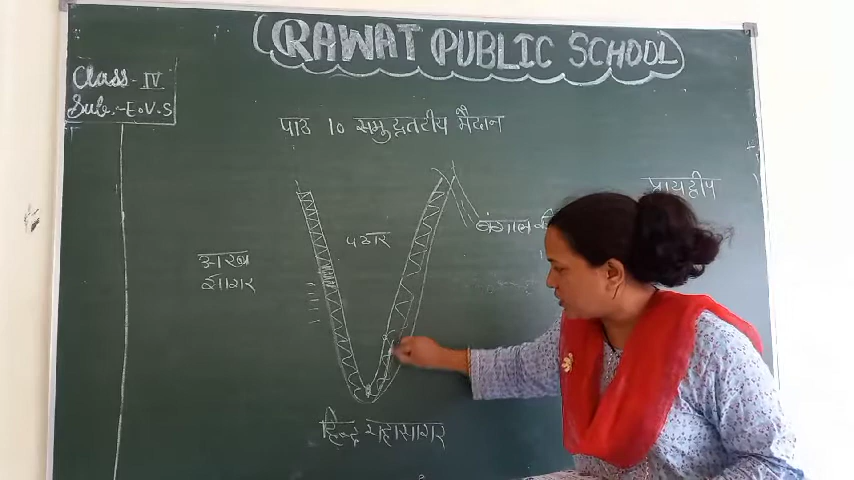 RAWAT PUBLIC SCHOOL
Class - IV
Sub:- E.V.S
पाठ 10 समुद्रतटीय मैदान
प्रायद्वीप
बंगाल
पठार
अरब
सागर
हिन्द महासागर